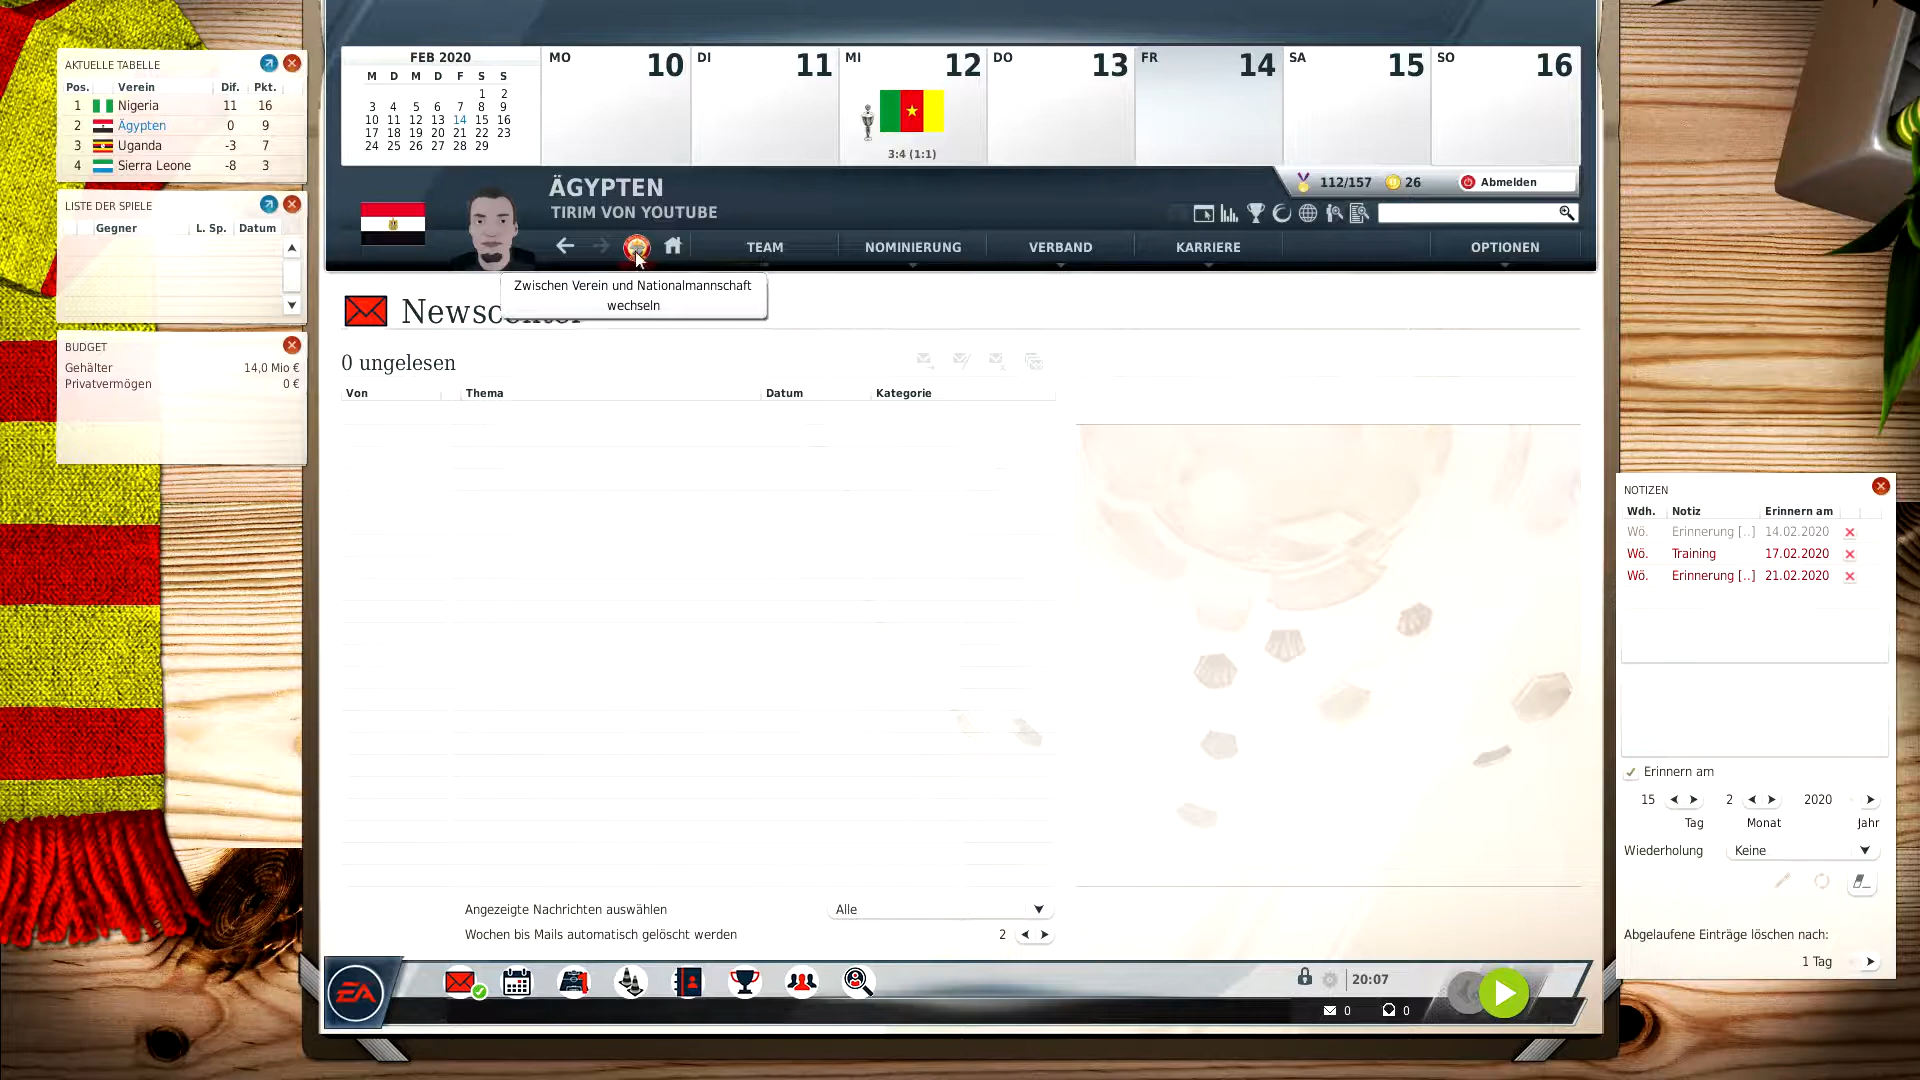 AKTUELLE TABELLE
Pos. Verein Dif. Pkt.
1 Nigeria 11 16
2 Ägypten 0 9
3 Uganda -3 7
4 Sierra Leone -8 3
LISTE DER SPIELE
Gegner L. Sp. Datum
BUDGET
Gehälter 14,0 Mio €
Privatvermögen 0 €
FEB 2020
M D M D F S S
1 2
3 4 5 6 7 8 9
10 11 12 13 14 15 16
17 18 19 20 21 22 23
24 25 26 27 28 29
MO 10
DI 11
MI 12
3:4 (1:1)
DO 13
FR 14
SA 15
SO 16
ÄGYPTEN
TIRIM VON YOUTUBE
112/157 26 Abmelden
TEAM NOMINIERUNG VERBAND KARRIERE OPTIONEN
Zwischen Verein und Nationalmannschaft
wechseln
Newscenter
0 ungelesen
Von Thema Datum Kategorie
Angezeigte Nachrichten auswählen Alle
Wochen bis Mails automatisch gelöscht werden 2
EA
20:07
0 0
NOTIZEN
Wdh. Notiz Erinnern am
Wö. Erinnerung [..] 14.02.2020
Wö. Training 17.02.2020
Wö. Erinnerung [..] 21.02.2020
Erinnern am
15 2 2020
Tag Monat Jahr
Wiederholung Keine
Abgelaufene Einträge löschen nach:
1 Tag